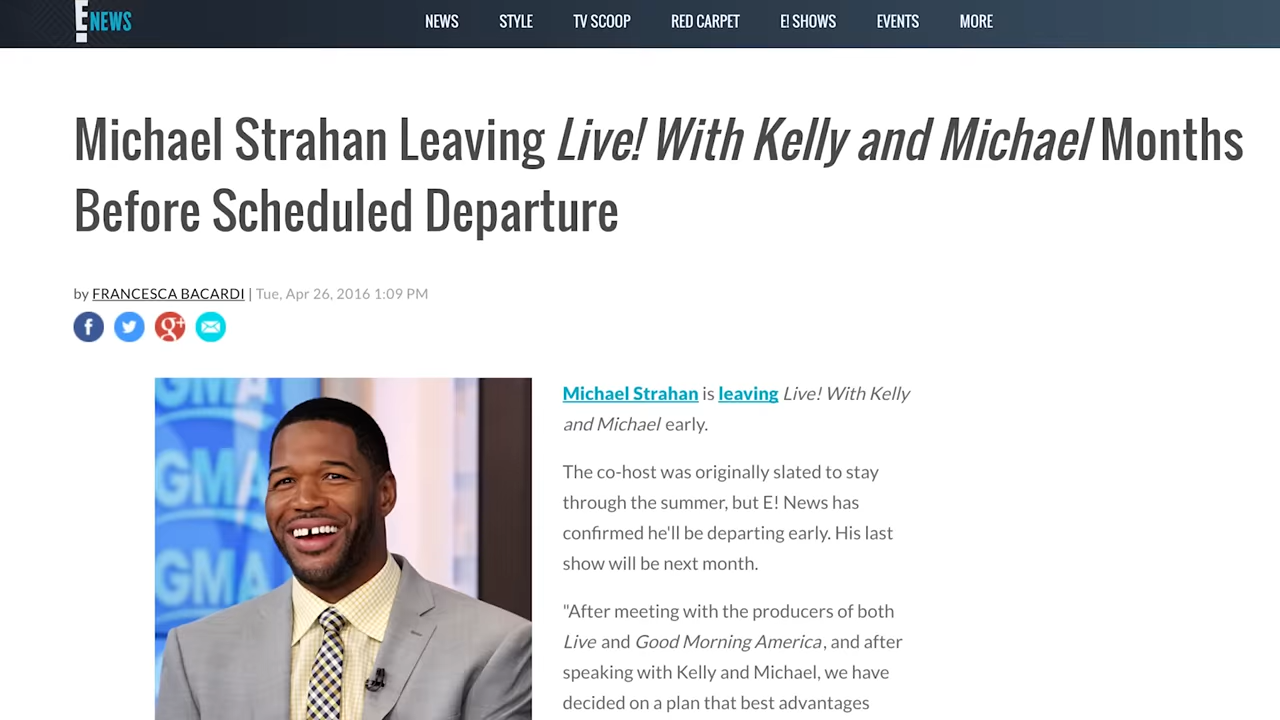 E! NEWS
NEWS STYLE TV SCOOP RED CARPET E! SHOWS EVENTS MORE
Michael Strahan Leaving Live! With Kelly and Michael Months
Before Scheduled Departure
by FRANCESCA BACARDI | Tue, Apr 26, 2016 1:09 PM
f g+
GMA
GMA
GMA
Michael Strahan is leaving Live! With Kelly
and Michael early.
The co-host was originally slated to stay
through the summer, but E! News has
confirmed he'll be departing early. His last
show will be next month.
"After meeting with the producers of both
Live and Good Morning America, and after
speaking with Kelly and Michael, we have
decided on a plan that best advantages